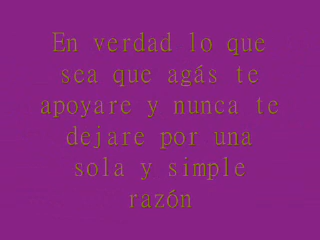 En verdad lo que
sea que agás te
apoyare y nunca te
dejare por una
sola y simple
razón